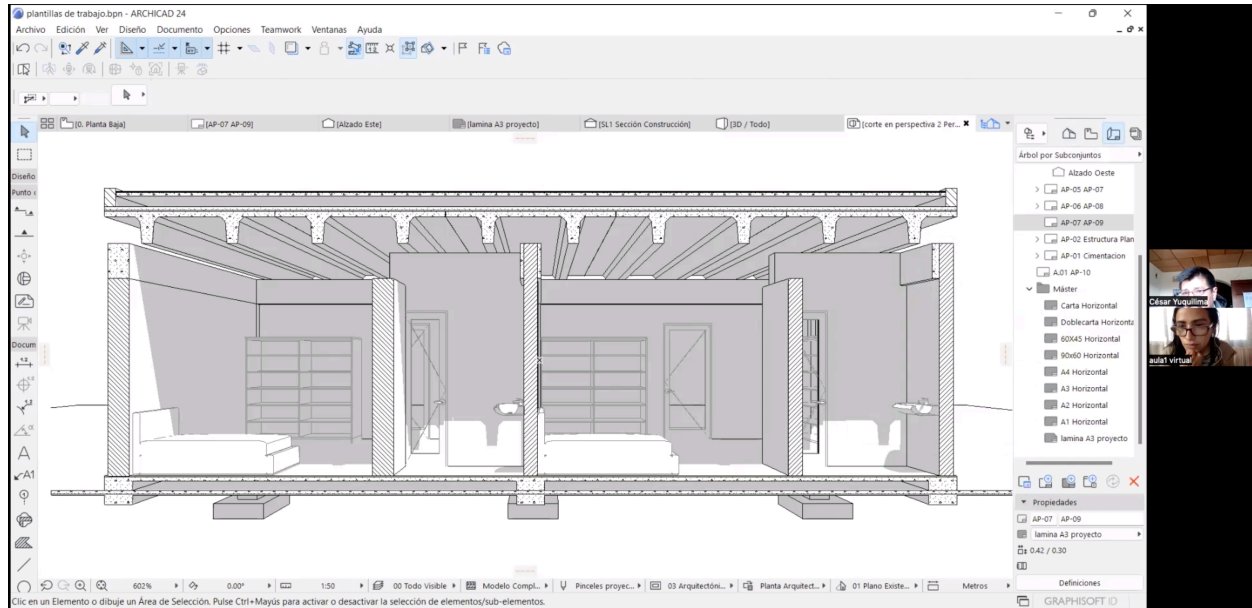 plantillas de trabajo.bpn - ARCHICAD 24
Archivo Edición Ver Diseño Documento Opciones Teamwork Ventanas Ayuda
[0. Planta Baja] [AP-07 AP-09] [Alzado Este] [lamina A3 proyecto] [SL1 Sección Construcción] [3D / Todo] [corte en perspectiva 2 Per...
Diseño
Punto
Docum
A1
Árbol por Subconjuntos
Alzado Oeste
AP-05 AP-07
AP-06 AP-08
AP-07 AP-09
AP-02 Estructura Plan
AP-01 Cimentacion
A.01 AP-10
Máster
Carta Horizontal
Doblecarta Horizonta
60X45 Horizontal
90x60 Horizontal
A4 Horizontal
A3 Horizontal
A2 Horizontal
A1 Horizontal
lamina A3 proyecto
Propiedades
AP-07 AP-09
lamina A3 proyecto
0.42 / 0.30
Definiciones
César Yuquilima
aula1 virtual
602% 0.00° 1:50 00 Todo Visible Modelo Compl... Pinceles proyec... 03 Arquitectóni... Planta Arquitect... 01 Plano Existe... Metros
Clic en un Elemento o dibuje un Área de Selección. Pulse Ctrl+Mayús para activar o desactivar la selección de elementos/sub-elementos.
GRAPHISOFT ID